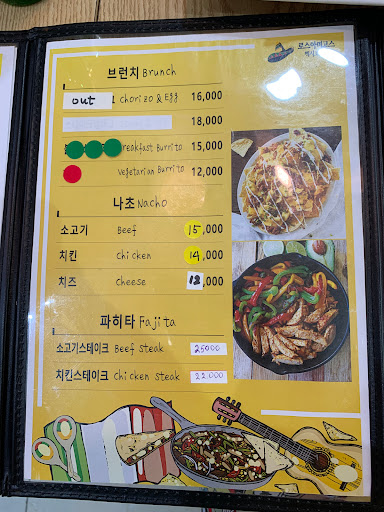 브런치 Brunch
out Chorizo & Egg 16,000
18,000
Breakfast Burrito 15,000
Vegetarian Burrito 12,000
나초 Nacho
소고기 Beef 15,000
치킨 Chicken 14,000
치즈 Cheese 12,000
파히타 Fajita
소고기스테이크 Beef steak 25000
치킨스테이크 Chicken steak 22.000